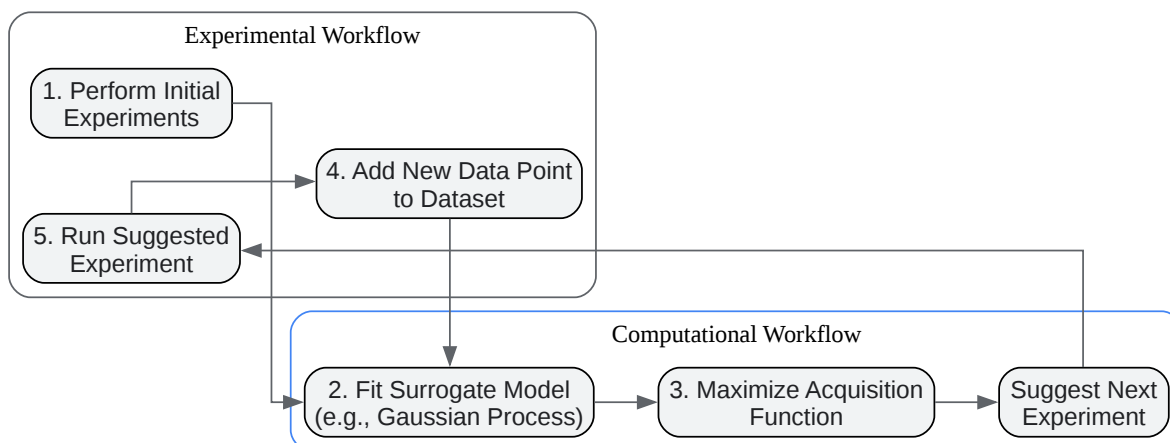 Experimental Workflow
1. Perform Initial
Experiments
4. Add New Data Point
to Dataset
5. Run Suggested
Experiment
Computational Workflow
2. Fit Surrogate Model
(e.g., Gaussian Process)
3. Maximize Acquisition
Function
Suggest Next
Experiment